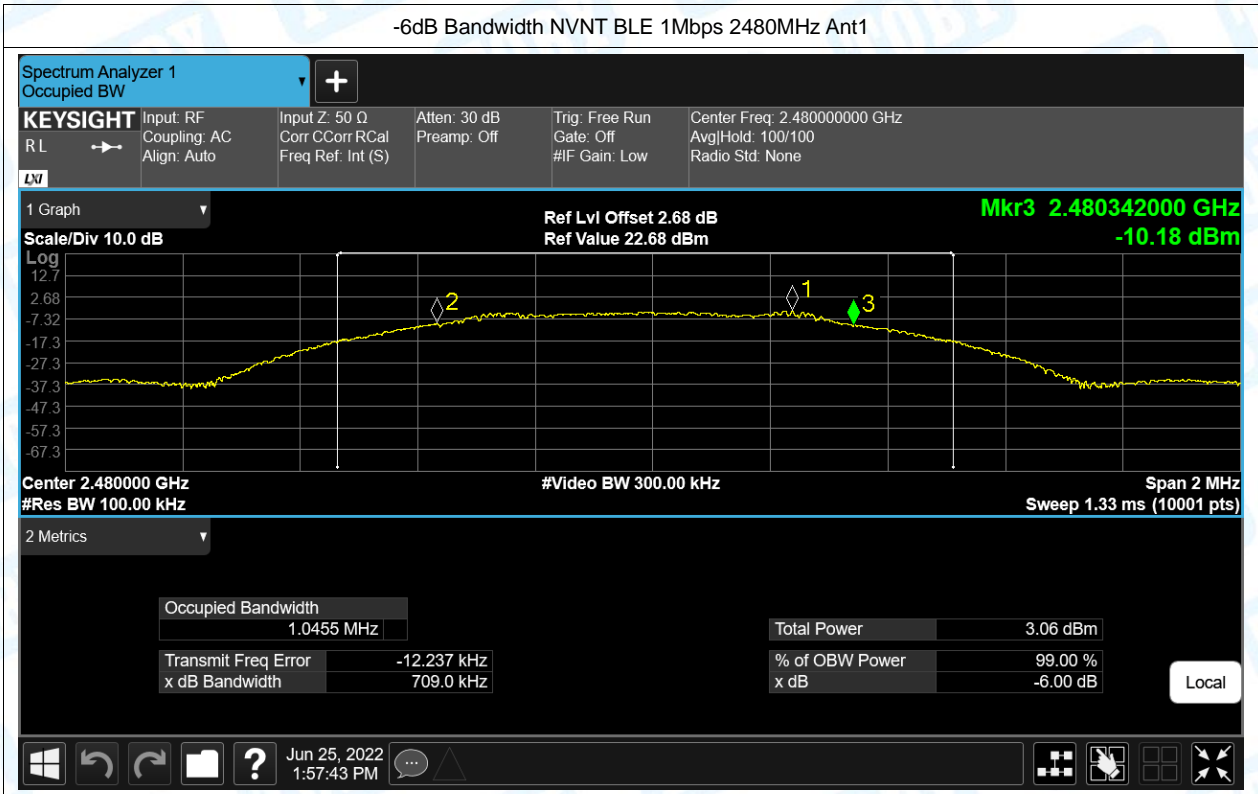 -6dB Bandwidth NVNT BLE 1Mbps 2480MHz Ant1
Spectrum Analyzer 1
Occupied BW
KEYSIGHT
R L
LXI
Input: RF
Coupling: AC
Align: Auto
Input Z: 50 Ω
Corr CCorr RCal
Freq Ref: Int (S)
Atten: 30 dB
Preamp: Off
Trig: Free Run
Gate: Off
#IF Gain: Low
Center Freq: 2.480000000 GHz
Avg|Hold: 100/100
Radio Std: None
1 Graph
Scale/Div 10.0 dB
Ref Lvl Offset 2.68 dB
Ref Value 22.68 dBm
Mkr3 2.480342000 GHz
-10.18 dBm
Log
12.7
2.68
-7.32
-17.3
-27.3
-37.3
-47.3
-57.3
-67.3
2
1
3
Center 2.480000 GHz
#Video BW 300.00 kHz
Span 2 MHz
#Res BW 100.00 kHz
Sweep 1.33 ms (10001 pts)
2 Metrics
Occupied Bandwidth
1.0455 MHz
Total Power 3.06 dBm
Transmit Freq Error -12.237 kHz
% of OBW Power 99.00 %
x dB Bandwidth 709.0 kHz
x dB -6.00 dB
Local
Jun 25, 2022
1:57:43 PM